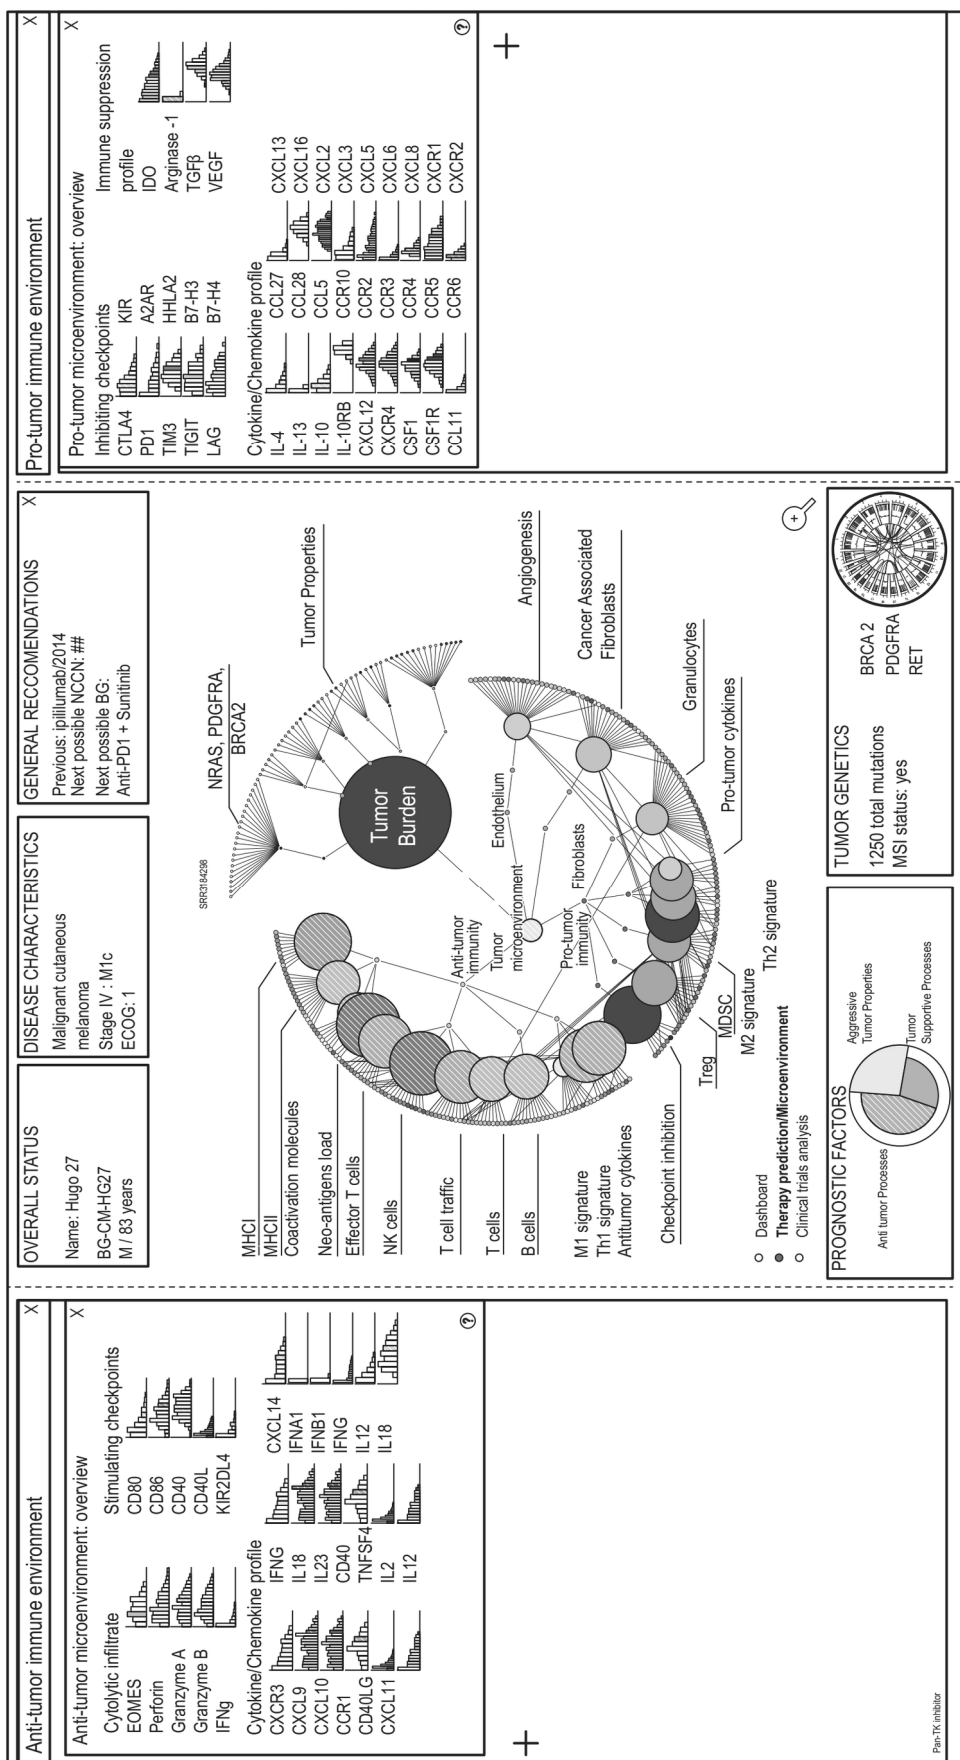 Anti-tumor immune environment
X
Anti-tumor microenvironment: overview
X
Cytolytic infiltrate
EOMES
Perforin
Granzyme A
Granzyme B
IFNg
Stimulating checkpoints
CD80
CD86
CD40
CD40L
KIR2DL4
Cytokine/Chemokine profile
CXCR3
CXCL9
CXCL10
CCR1
CD40LG
CXCL11
IFNG
IL18
IL23
CD40
TNFSF4
IL2
IL12
CXCL14
IFNA1
IFNB1
IFNG
IL12
IL18
?
+
Pan-TK inhibitor
OVERALL STATUS
Name: Hugo 27
BG-CM-HG27
M / 83 years
DISEASE CHARACTERISTICS
Malignant cutaneous
melanoma
Stage IV : M1c
ECOG: 1
GENERAL RECCOMENDATIONS
X
Previous: ipililumab/2014
Next possible NCCN: ##
Next possible BG:
Anti-PD1 + Sunitinib
SRR3184298
NRAS, PDGFRA,
BRCA2
Tumor Properties
Tumor
Burden
MHCI
MHCII
Coactivation molecules
Neo-antigens load
Effector T cells
NK cells
T cell traffic
T cells
B cells
M1 signature
Th1 signature
Antitumor cytokines
Checkpoint inhibition
Treg
MDSC
M2 signature
Th2 signature
Pro-tumor cytokines
Granulocytes
Cancer Associated
Fibroblasts
Angiogenesis
Anti-tumor
immunity
Tumor
microenvironment
Endothelium
Fibroblasts
Pro-tumor
immunity
+
Dashboard
Therapy prediction/Microenvironment
Clinical trials analysis
PROGNOSTIC FACTORS
Anti tumor Processes
Aggressive
Tumor Properties
Tumor
Supportive Processes
TUMOR GENETICS
1250 total mutations
MSI status: yes
BRCA 2
PDGFRA
RET
Pro-tumor immune environment
X
Pro-tumor microenvironment: overview
X
Inhibiting checkpoints
CTLA4
PD1
TIM3
TIGIT
LAG
KIR
A2AR
HHLA2
B7-H3
B7-H4
Immune suppression
profile
IDO
Arginase -1
TGFβ
VEGF
Cytokine/Chemokine profile
IL-4
IL-13
IL-10
IL-10RB
CXCL12
CXCR4
CSF1
CSF1R
CCL11
CCL27
CCL28
CCL5
CCR10
CCR2
CCR3
CCR4
CCR5
CCR6
CXCL13
CXCL16
CXCL2
CXCL3
CXCL5
CXCL6
CXCL8
CXCR1
CXCR2
?
+